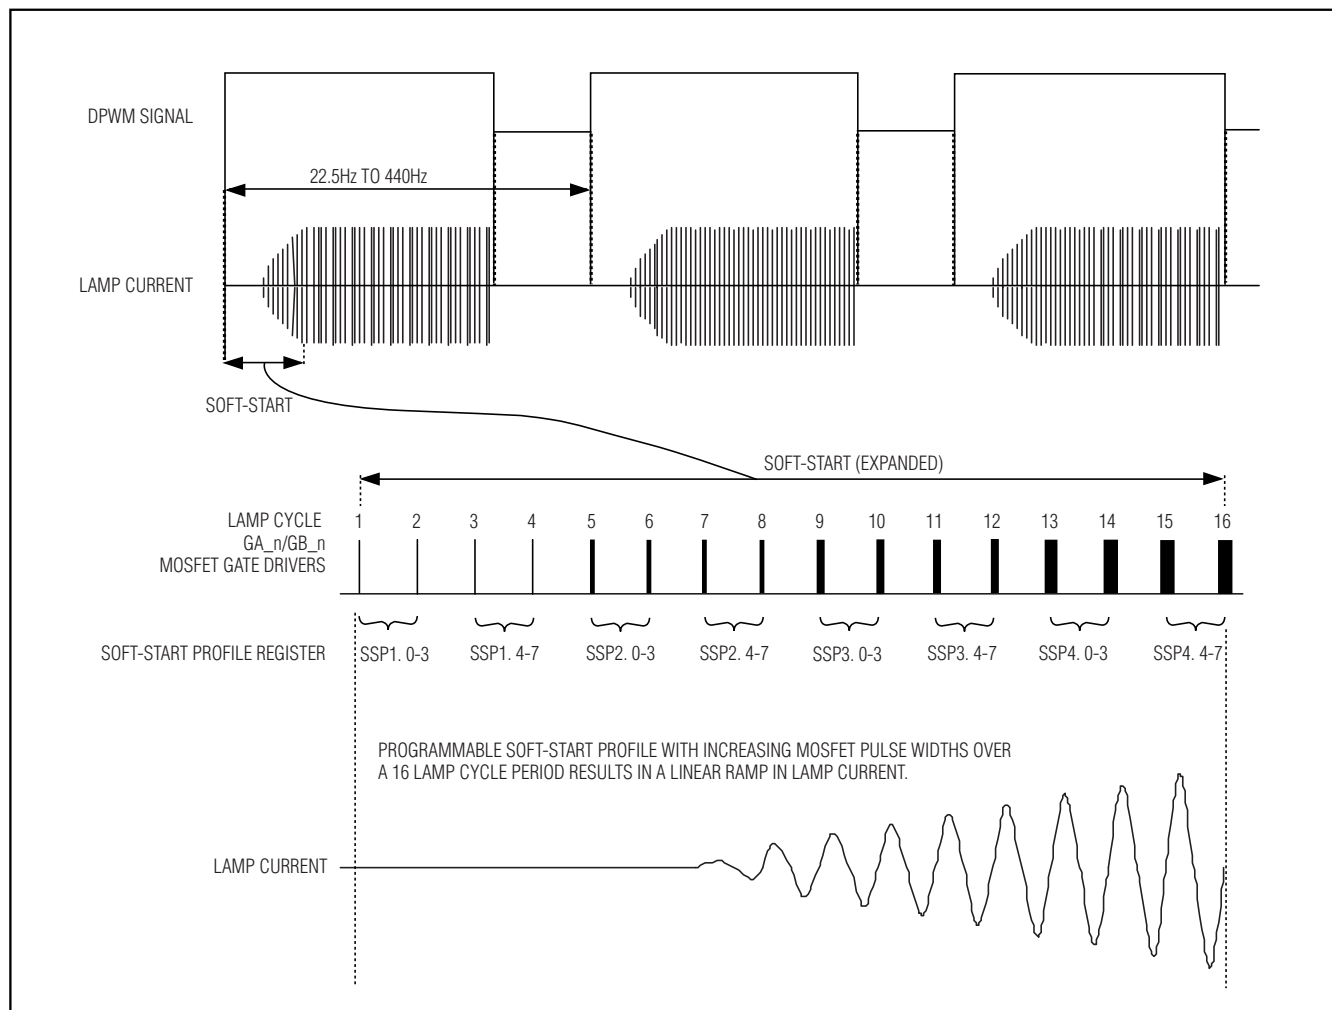 DPWM SIGNAL
22.5Hz TO 440Hz
LAMP CURRENT
SOFT-START
SOFT-START (EXPANDED)
LAMP CYCLE 1 2 3 4 5 6 7 8 9 10 11 12 13 14 15 16
GA_n/GB_n
MOSFET GATE DRIVERS
SOFT-START PROFILE REGISTER SSP1. 0-3 SSP1. 4-7 SSP2. 0-3 SSP2. 4-7 SSP3. 0-3 SSP3. 4-7 SSP4. 0-3 SSP4. 4-7
PROGRAMMABLE SOFT-START PROFILE WITH INCREASING MOSFET PULSE WIDTHS OVER
A 16 LAMP CYCLE PERIOD RESULTS IN A LINEAR RAMP IN LAMP CURRENT.
LAMP CURRENT